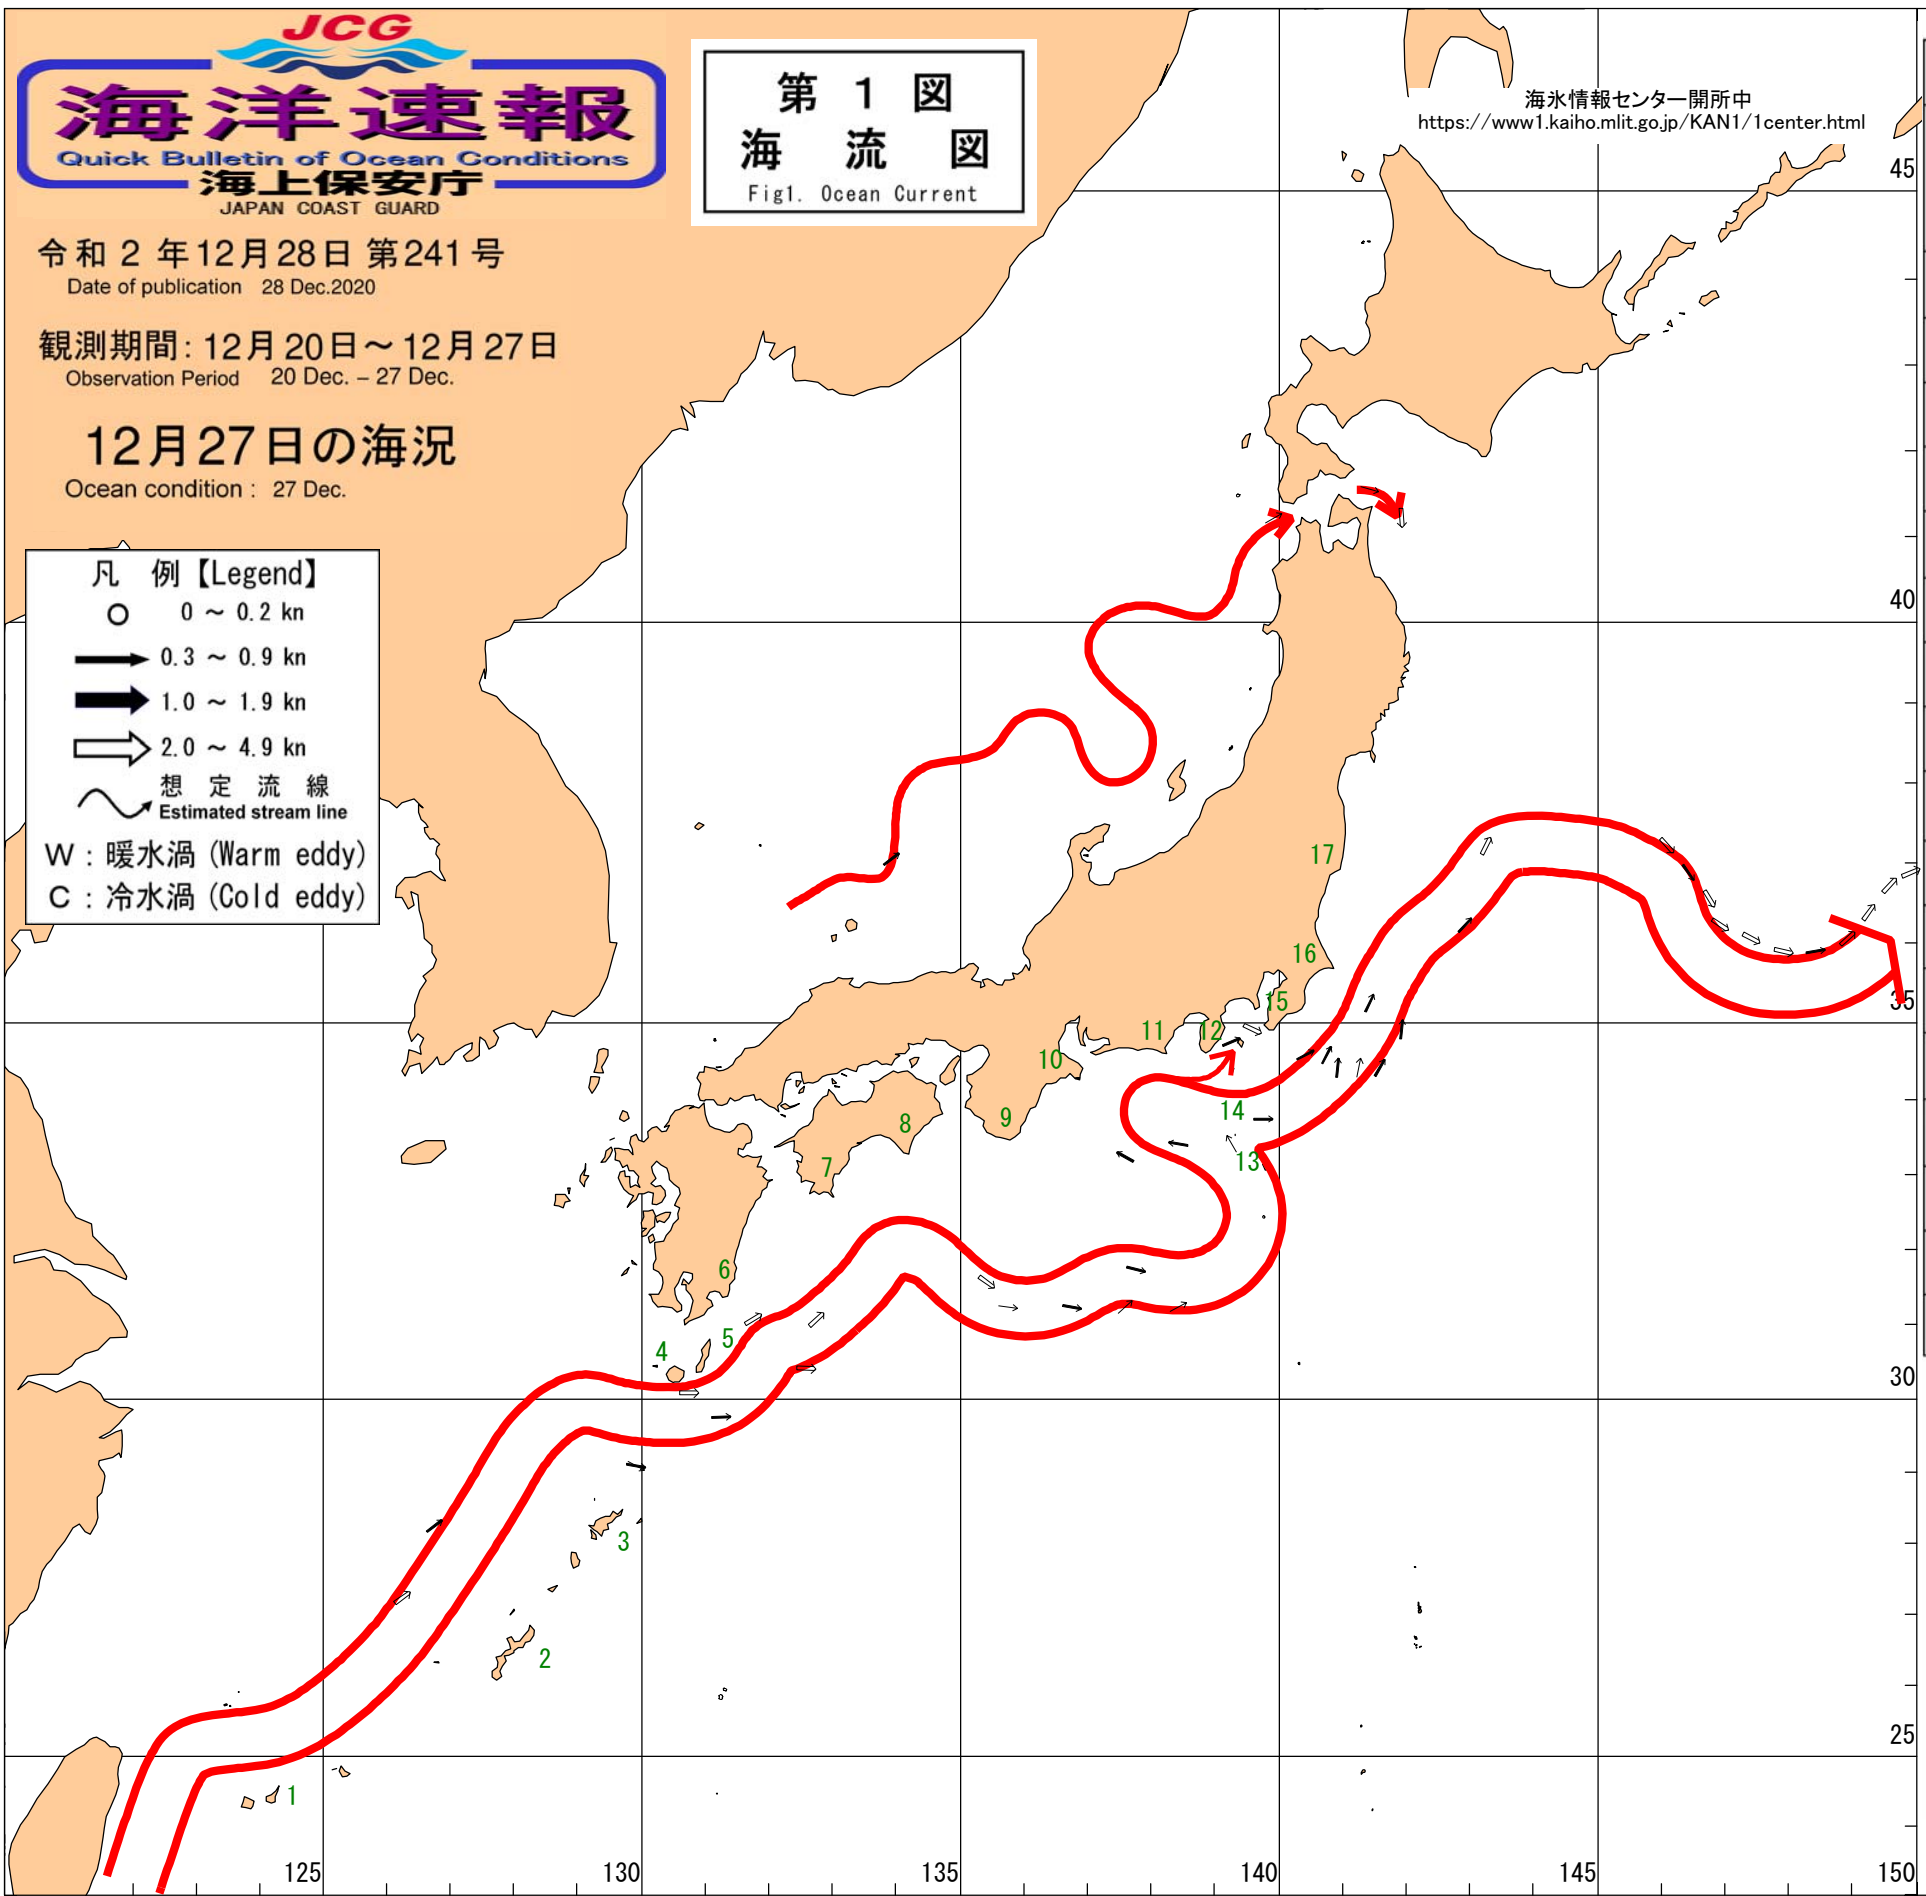 JCG
海洋速報
Quick Bulletin of Ocean Conditions
海上保安庁
JAPAN COAST GUARD
第 1 図
海 流 図
Fig1. Ocean Current
海氷情報センター開所中
https://www1.kaiho.mlit.go.jp/KAN1/1center.html
令和 2 年12月28日 第241号
Date of publication 28 Dec.2020
観測期間: 12月20日～12月27日
Observation Period 20 Dec. – 27 Dec.
12月27日の海況
Ocean condition : 27 Dec.
凡 例【Legend】
0 ～ 0.2 kn
0.3 ～ 0.9 kn
1.0 ～ 1.9 kn
2.0 ～ 4.9 kn
想 定 流 線
Estimated stream line
W : 暖水渦 (Warm eddy)
C : 冷水渦 (Cold eddy)
45
40
35
30
25
17
16
15
12
11
10
14
9
8
13
7
6
5
4
3
2
1
125
130
135
140
145
150